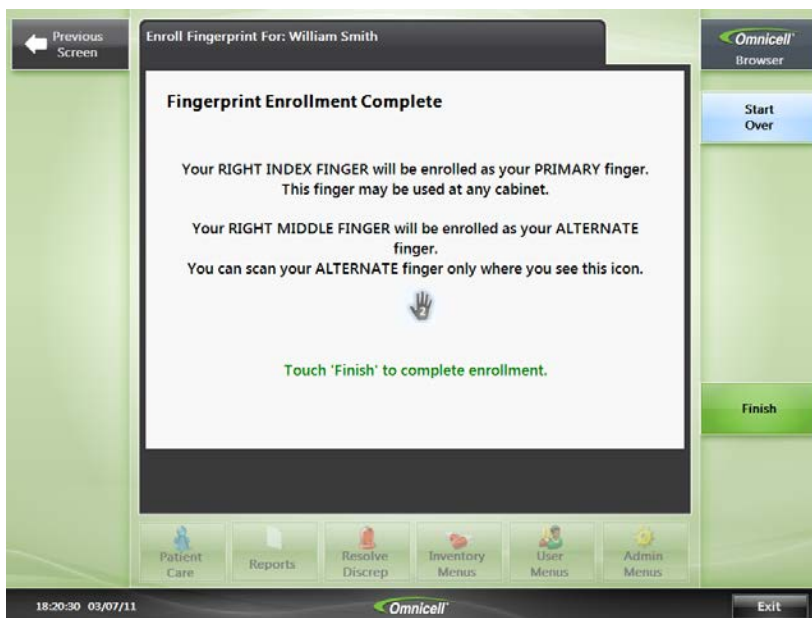 Previous
Screen
Enroll Fingerprint For: William Smith
Omnicell
Browser
Fingerprint Enrollment Complete
Start
Over
Your RIGHT INDEX FINGER will be enrolled as your PRIMARY finger.
This finger may be used at any cabinet.
Your RIGHT MIDDLE FINGER will be enrolled as your ALTERNATE
finger.
You can scan your ALTERNATE finger only where you see this icon.
2
Touch 'Finish' to complete enrollment.
Finish
Patient
Care
Reports
Resolve
Discrep
Inventory
Menus
User
Menus
Admin
Menus
18:20:30 03/07/11
Omnicell
Exit